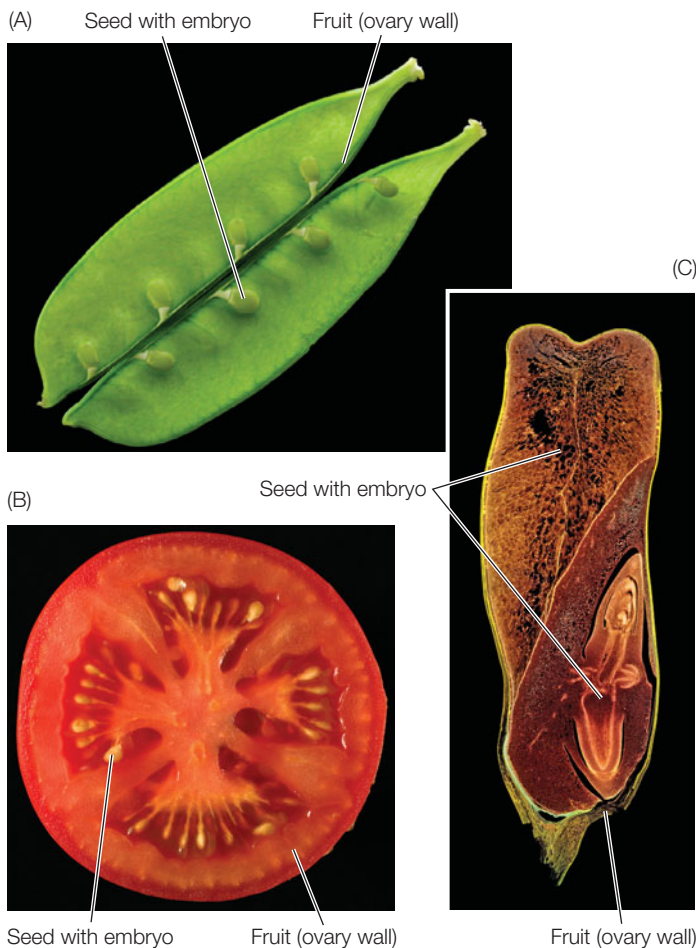 (A)
Seed with embryo
Fruit (ovary wall)
(C)
Seed with embryo
(B)
Seed with embryo
Fruit (ovary wall)
Fruit (ovary wall)